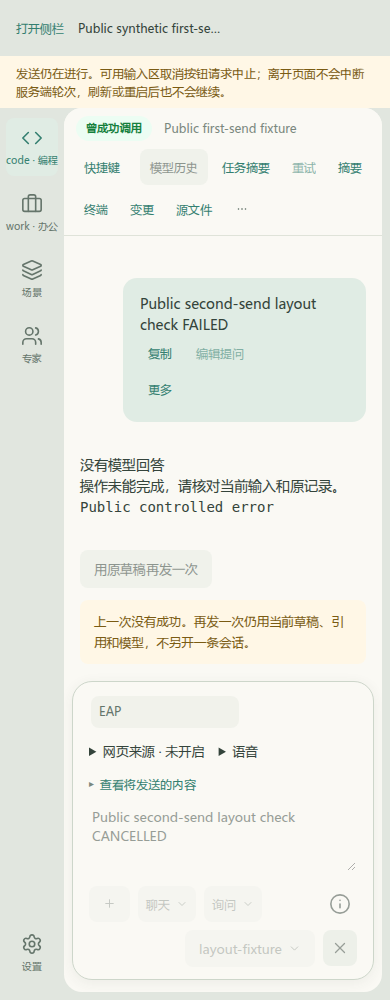 打开侧栏 Public synthetic first-se...
发送仍在进行。可用输入区取消按钮请求中止；离开页面不会中断
服务端轮次，刷新或重启后也不会继续。
code · 编程
work · 办公
场景
专家
设置
曾成功调用 Public first-send fixture
快捷键 模型历史 任务摘要 重试 摘要
终端 变更 源文件 ...
Public second-send layout
check FAILED
复制 编辑提问
更多
没有模型回答
操作未能完成，请核对当前输入和原记录。
Public controlled error
用原草稿再发一次
上一次没有成功。再发一次仍用当前草稿、引
用和模型，不另开一条会话。
EAP
网页来源 · 未开启 语音
查看将发送的内容
Public second-send layout check
CANCELLED
聊天 询问
layout-fixture